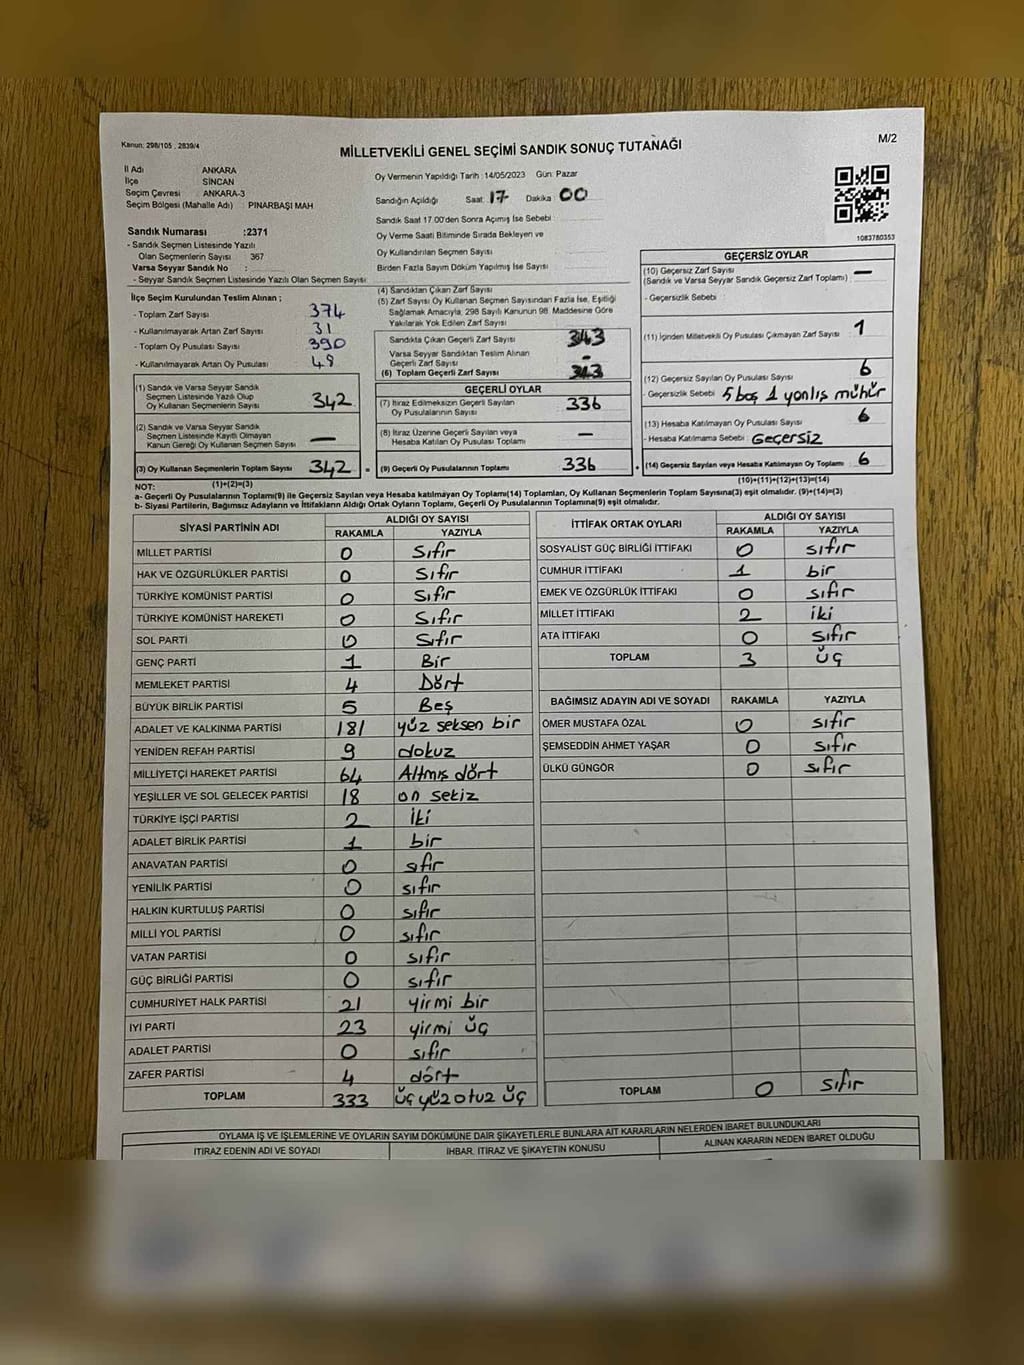 Kanun: 298/105 , 2839/4
M/2
MİLLETVEKİLİ GENEL SEÇİMİ SANDIK SONUÇ TUTANAĞI
İl Adı ANKARA
İlçe SİNCAN
Seçim Çevresi : ANKARA-3
Seçim Bölgesi (Mahalle Adı) : PINARBAŞI MAH
Sandık Numarası :2371
- Sandık Seçmen Listesinde Yazılı
Olan Seçmenlerin Sayısı 367
Varsa Seyyar Sandık No :
- Seyyar Sandık Seçmen Listesinde Yazılı Olan Seçmen Sayısı
Oy Vermenin Yapıldığı Tarih :14/05/2023 Gün: Pazar
Sandığın Açıldığı Saat: 17 Dakika : 00
Sandık Saat 17.00'den Sonra Açımış İse Sebebi :
Oy Verme Saati Bitiminde Sırada Bekleyen ve
Oy Kullandırılan Seçmen Sayısı
Birden Fazla Sayım Döküm Yapılmış İse Sayısı
1083780353
İlçe Seçim Kurulundan Teslim Alınan ;
- Toplam Zarf Sayısı 374
- Kullanılmayarak Artan Zarf Sayısı 31
- Toplam Oy Pusulası Sayısı 390
- Kullanılmayarak Artan Oy Pusulası 48
(1) Sandık ve Varsa Seyyar Sandık
Seçmen Listesinde Yazılı Olup
Oy Kullanan Seçmenlerin Sayısı 342
(2) Sandık ve Varsa Seyyar Sandık
Seçmen Listesinde Kayıtlı Olmayan
Kanun Gereği Oy Kullanan Seçmen Sayısı —
(3) Oy Kullanan Seçmenlerin Toplam Sayısı 342 =
(1)+(2)=(3)
(4) Sandıktan Çıkan Zarf Sayısı
(5) Zarf Sayısı Oy Kullanan Seçmen Sayısından Fazla İse, Eşitliği
Sağlamak Amacıyla, 298 Sayılı Kanunun 98. Maddesine Göre
Yakılarak Yok Edilen Zarf Sayısı
Sandıkta Çıkan Geçerli Zarf Sayısı 343
Varsa Seyyar Sandıktan Teslim Alınan
Geçerli Zarf Sayısı -
(6) Toplam Geçerli Zarf Sayısı 343
GEÇERLİ OYLAR
(7) İtiraz Edilmeksizin Geçerli Sayılan
Oy Pusulalarının Sayısı 336
(8) İtiraz Üzerine Geçerli Sayılan ve
Hesaba Katılan Oy Pusulaları Toplamı —
(9) Geçerli Oy Pusulalarının Toplamı 336
GEÇERSİZ OYLAR
(10) Geçersiz Zarf Sayısı —
(Sandık ve Varsa Seyyar Sandık Geçersiz Zarf Toplamı)
- Geçersizlik Sebebi
(11) İçinden Milletvekili Oy Pusulası Çıkmayan Zarf Sayısı 1
(12) Geçersiz Sayılan Oy Pusulası Sayısı 6
- Geçersizlik Sebebi 5 boş 1 yanlış mühür
(13) Hesaba Katılmayan Oy Pusulası Sayısı 6
- Hesaba Katılmama Sebebi : Geçersiz
(14) Geçersiz Sayılan veya Hesaba Katılmayan Oy Toplamı 6
(10)+(11)+(12)+(13)=(14)
NOT:
a- Geçerli Oy Pusulalarının Toplamı(9) ile Geçersiz Sayılan veya Hesaba katılmayan Oy Toplamı(14) Toplamları, Oy Kullanan Seçmenlerin Toplam Sayısına(3) eşit olmalıdır. (9)+(14)=(3)
b- Siyasi Partilerin, Bağımsız Adayların ve İttifakların Aldığı Ortak Oyların Toplamı, Geçerli Oy Pusulalarının Toplamına(9) eşit olmalıdır.
SİYASİ PARTİNİN ADI ALDIĞI OY SAYISI
RAKAMLA YAZIYLA
MİLLET PARTİSİ 0 Sıfır
HAK VE ÖZGÜRLÜKLER PARTİSİ 0 Sıfır
TÜRKİYE KOMÜNİST PARTİSİ 0 Sıfır
TÜRKİYE KOMÜNİST HAREKETİ 0 Sıfır
SOL PARTİ 0 Sıfır
GENÇ PARTİ 1 Bir
MEMLEKET PARTİSİ 4 Dört
BÜYÜK BİRLİK PARTİSİ 5 Beş
ADALET VE KALKINMA PARTİSİ 181 yüz seksen bir
YENİDEN REFAH PARTİSİ 9 dokuz
MİLLİYETÇİ HAREKET PARTİSİ 64 Altmış dört
YEŞİLLER VE SOL GELECEK PARTİSİ 18 on sekiz
TÜRKİYE İŞÇİ PARTİSİ 2 İki
ADALET BİRLİK PARTİSİ 1 bir
ANAVATAN PARTİSİ 0 sıfır
YENİLİK PARTİSİ 0 sıfır
HALKIN KURTULUŞ PARTİSİ 0 sıfır
MİLLİ YOL PARTİSİ 0 sıfır
VATAN PARTİSİ 0 sıfır
GÜÇ BİRLİĞİ PARTİSİ 0 sıfır
CUMHURİYET HALK PARTİSİ 21 yirmi bir
İYİ PARTİ 23 yirmi üç
ADALET PARTİSİ 0 sıfır
ZAFER PARTİSİ 4 dört
TOPLAM 333 üç yüz otuz üç
İTTİFAK ORTAK OYLARI ALDIĞI OY SAYISI
RAKAMLA YAZIYLA
SOSYALİST GÜÇ BİRLİĞİ İTTİFAKI 0 sıfır
CUMHUR İTTİFAKI 1 bir
EMEK VE ÖZGÜRLÜK İTTİFAKI 0 sıfır
MİLLET İTTİFAKI 2 iki
ATA İTTİFAKI 0 sıfır
TOPLAM 3 üç
BAĞIMSIZ ADAYIN ADI VE SOYADI RAKAMLA YAZIYLA
ÖMER MUSTAFA ÖZAL 0 sıfır
ŞEMSEDDİN AHMET YAŞAR 0 sıfır
ÜLKÜ GÜNGÖR 0 sıfır
TOPLAM 0 sıfır
OYLAMA İŞ VE İŞLEMLERİNE VE OYLARIN SAYIM DÖKÜMÜNE DAİR ŞİKAYETLERLE BUNLARA AİT KARARLARIN NELERDEN İBARET BULUNDUKLARI
İTİRAZ EDENİN ADI VE SOYADI İHBAR, İTİRAZ VE ŞİKAYETİN KONUSU ALINAN KARARIN NEDEN İBARET OLDUĞU